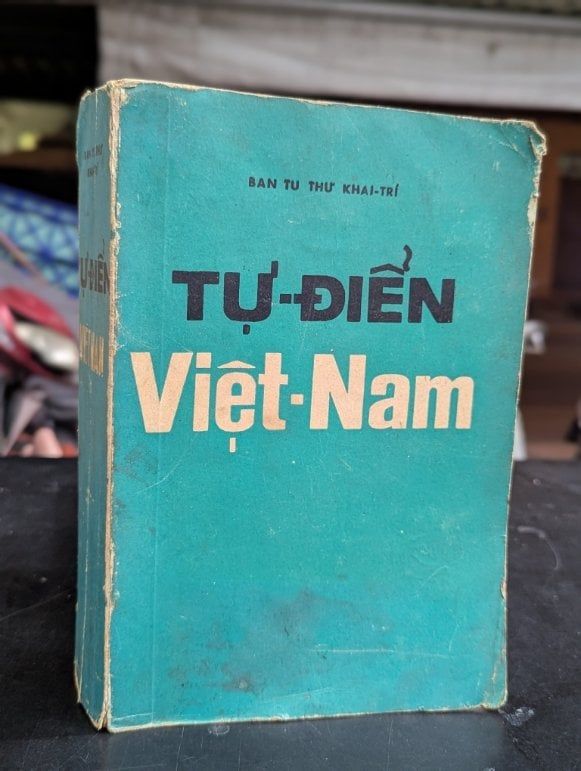 BAN TU THƯ KHAI-TRÍ
TỰ-ĐIỂN
Việt-Nam